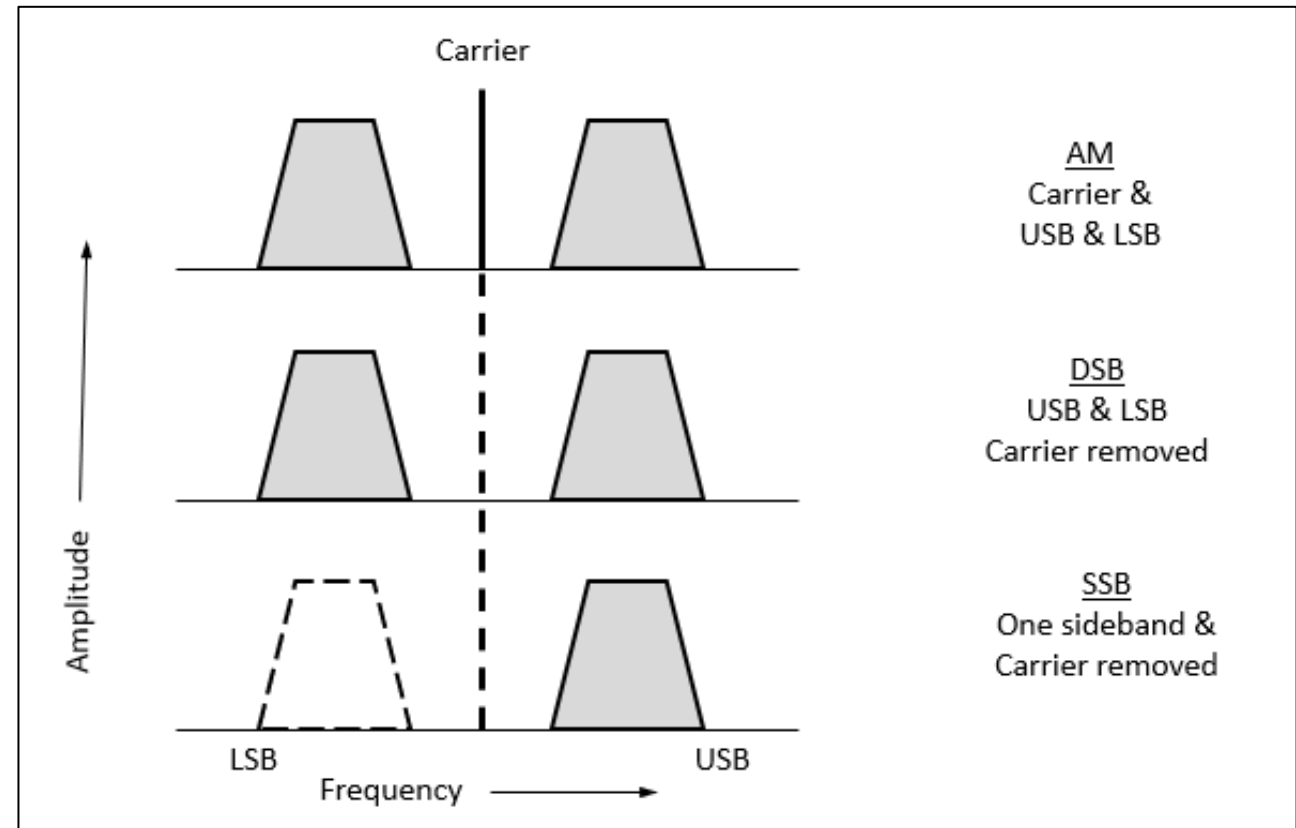 Carrier
AM
Carrier &
USB & LSB
DSB
USB & LSB
Carrier removed
SSB
One sideband &
Carrier removed
Amplitude
LSB
USB
Frequency